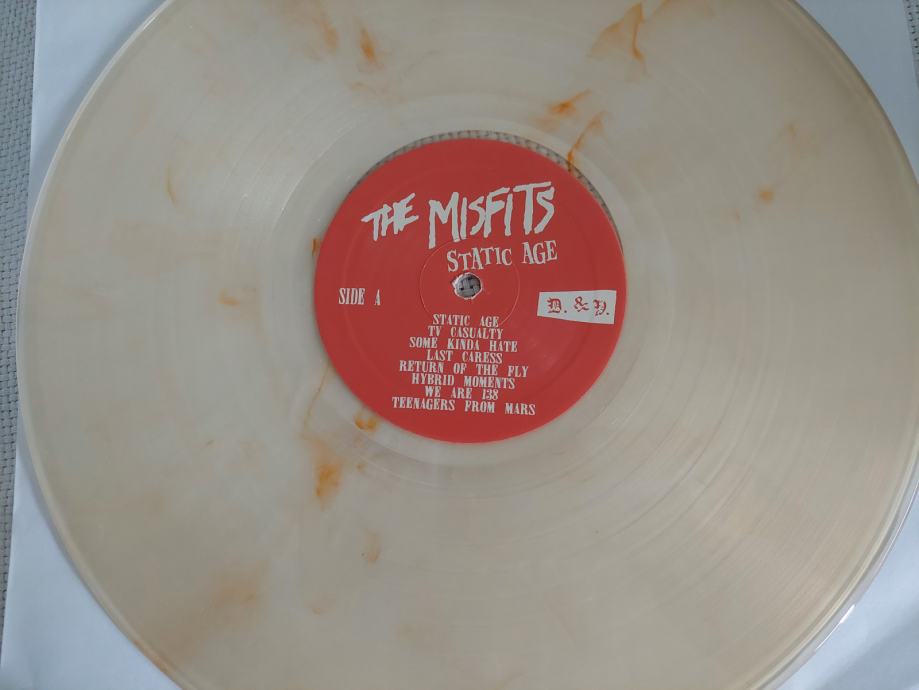 THE MISFITS
STATIC AGE
SIDE A
D. & Y.
STATIC AGE
TV CASUALTY
SOME KINDA HATE
LAST CARESS
RETURN OF THE FLY
HYBRID MOMENTS
WE ARE 138
TEENAGERS FROM MARS